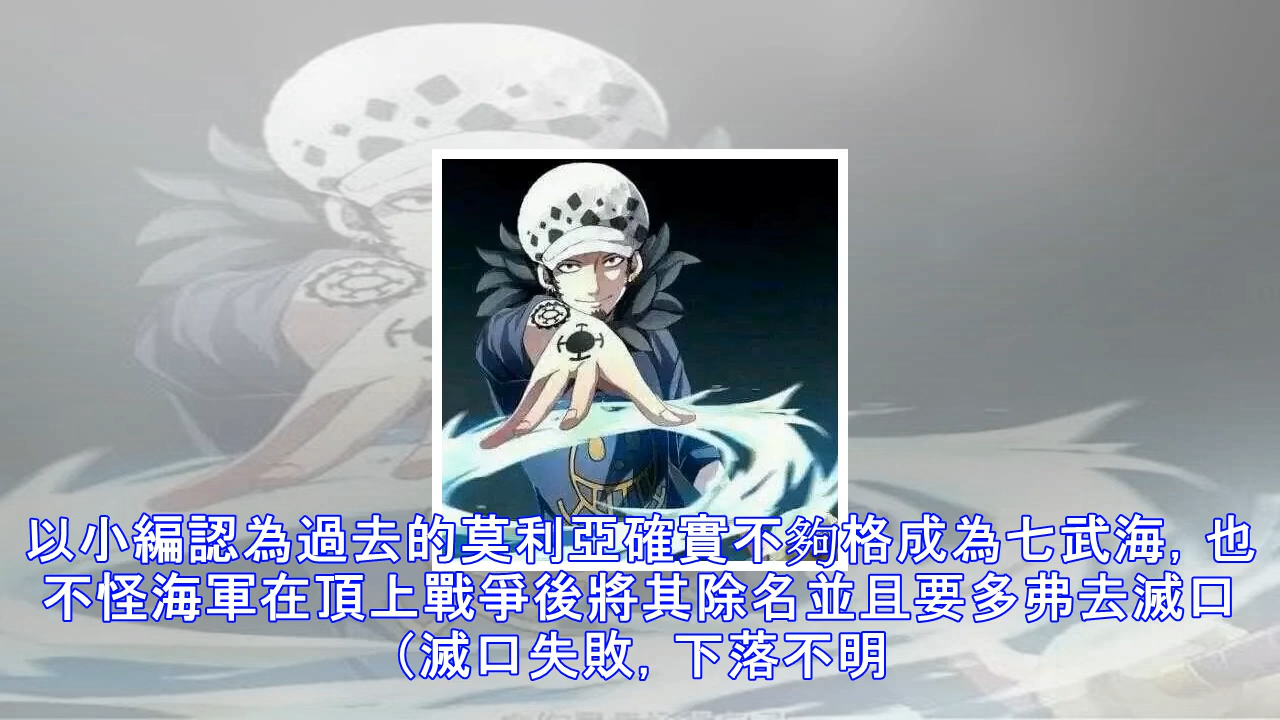 以小編認為過去的莫利亞確實不夠格成為七武海, 也
不怪海軍在頂上戰爭後將其除名並且要多弗去滅口
(滅口失敗, 下落不明